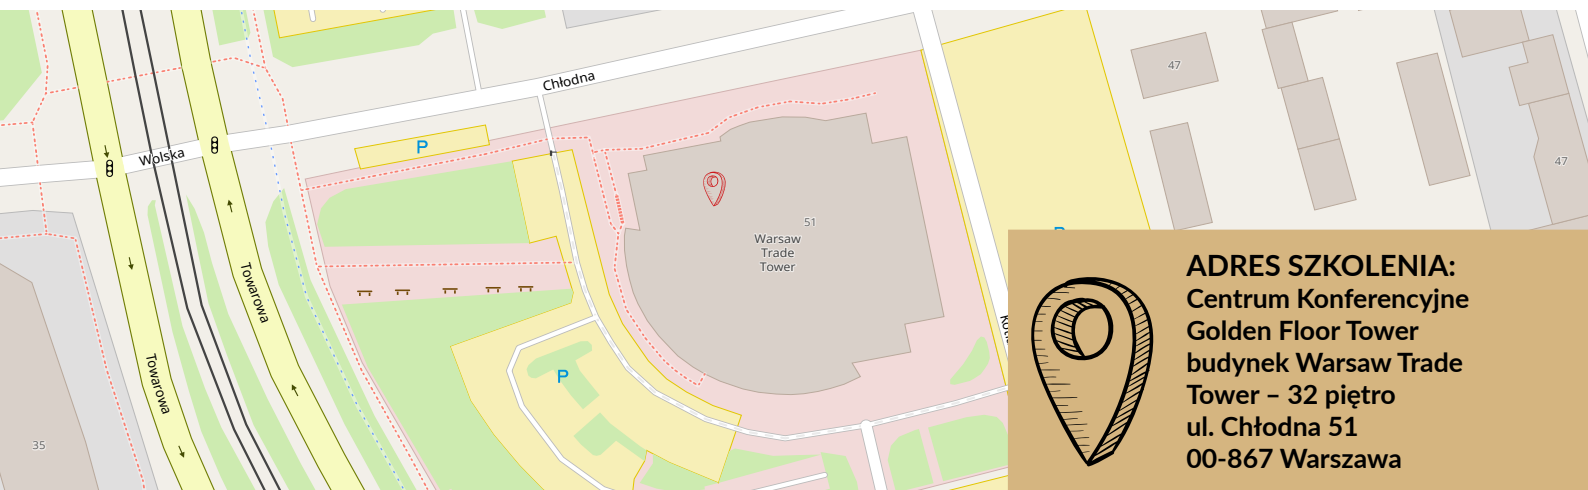 Chłodna
Wolska
P
47
47
51
Warsaw
Trade
Tower
Towarowa
Towarowa
P
35
ADRES SZKOLENIA:
Centrum Konferencyjne
Golden Floor Tower
budynek Warsaw Trade
Tower – 32 piętro
ul. Chłodna 51
00-867 Warszawa